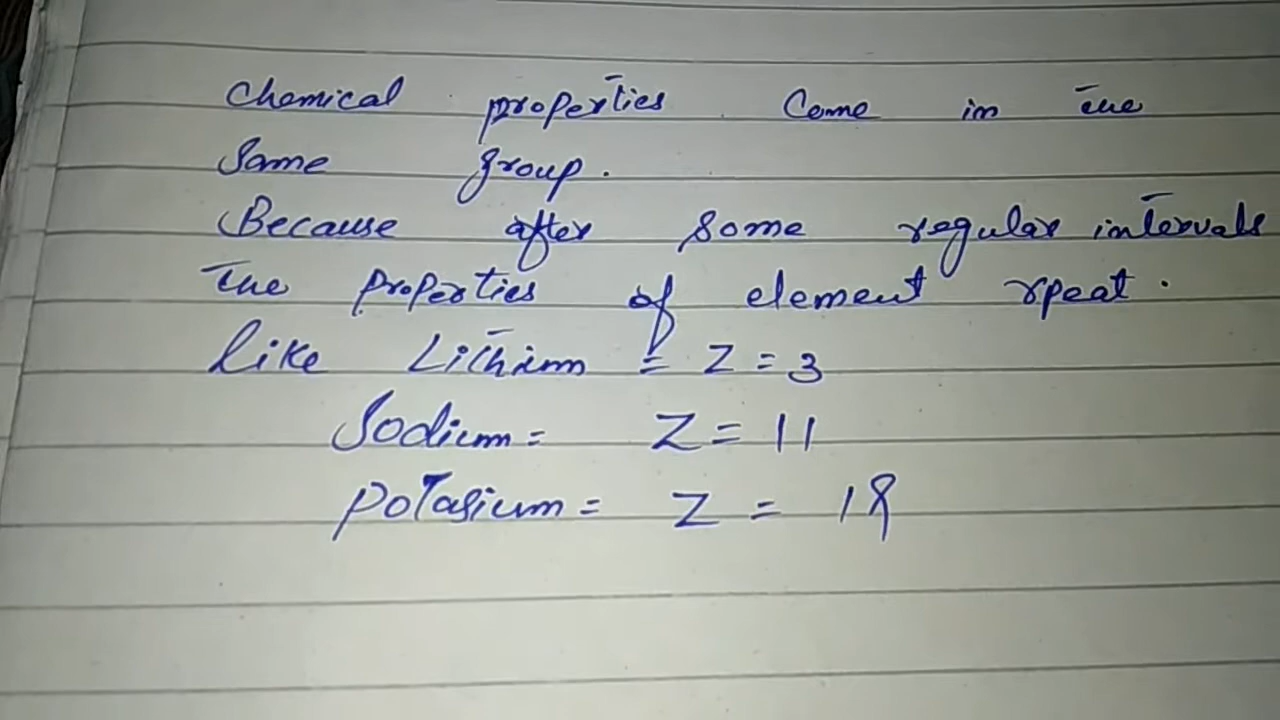 Chemical properties Come in the
Same group.
Because after some regular intervals
The properties of element rpeat.
like Lithium = Z = 3
Sodium = Z = 11
potasium = Z = 19